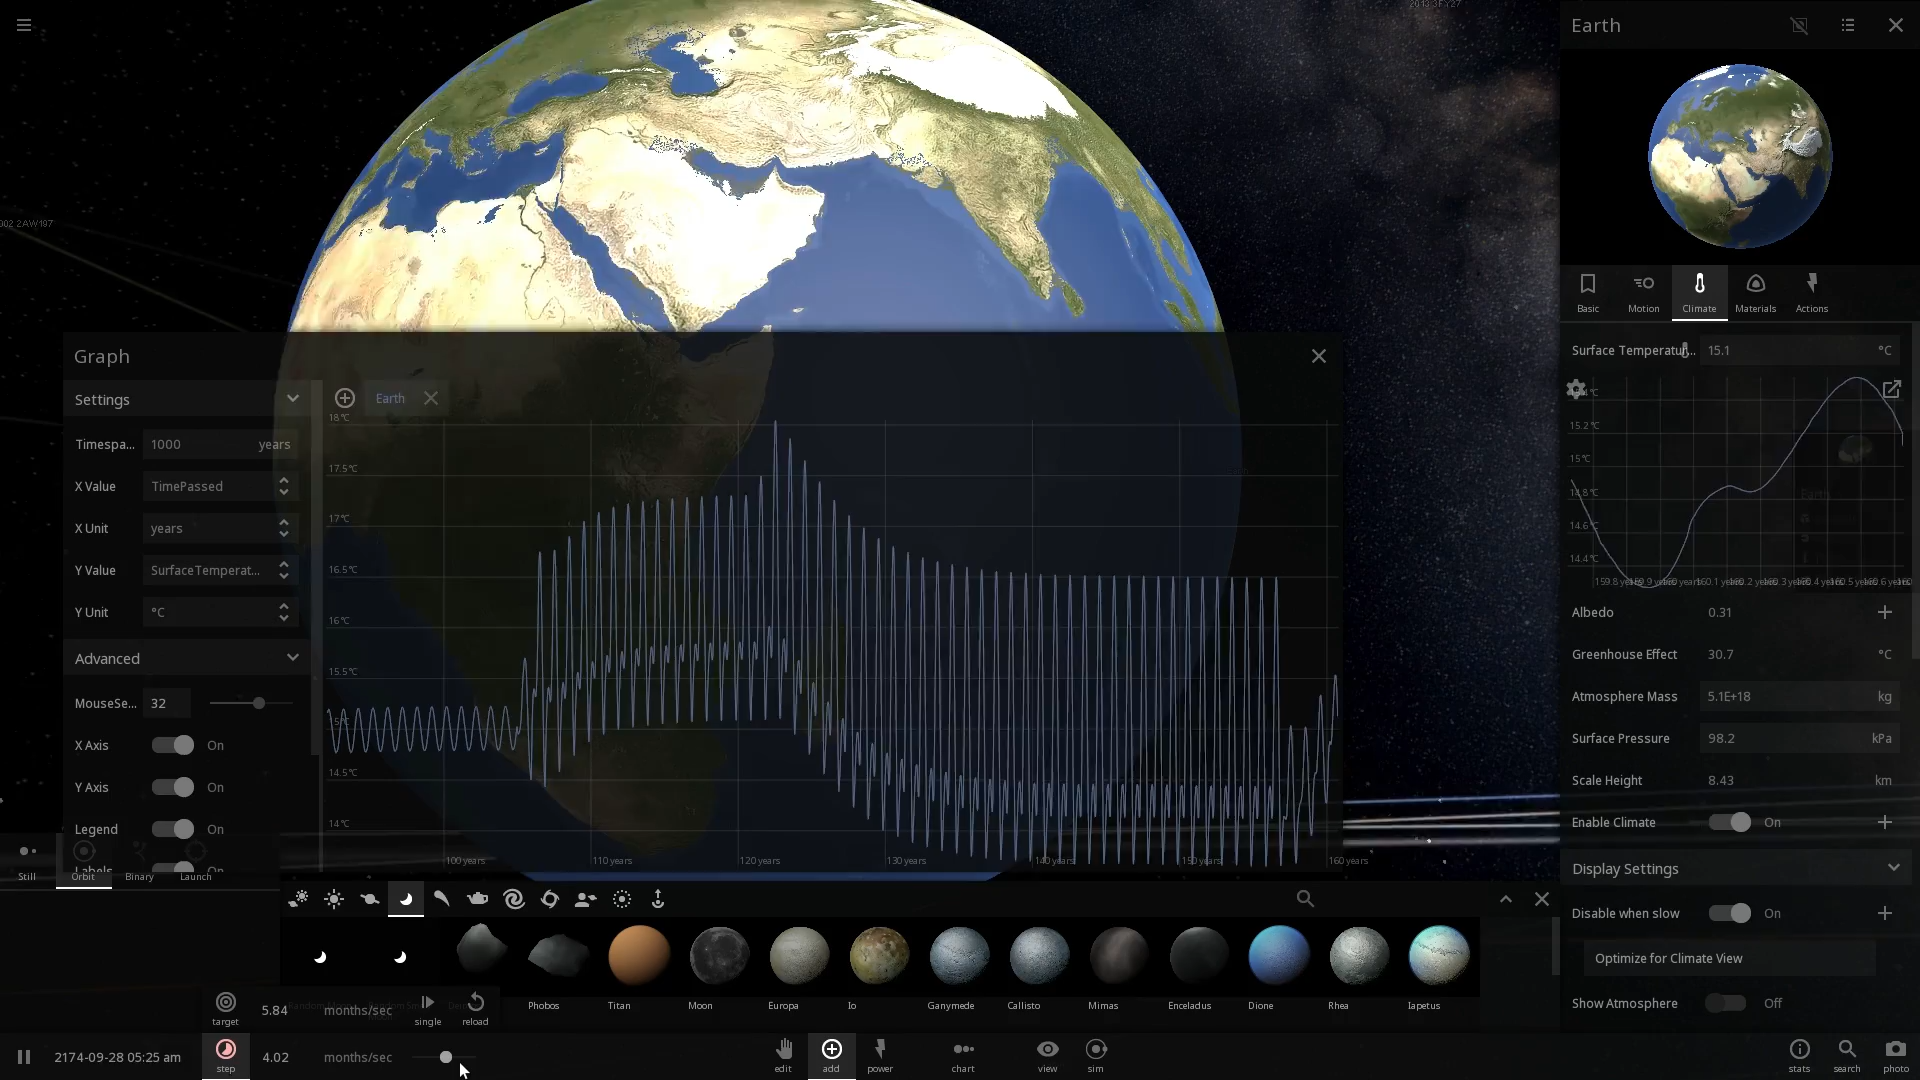 2013 3FY27
Earth
002 2AW197
Basic
Motion
Climate
Materials
Actions
Graph
Surface Temperatur...
15.1
°C
Settings
Earth
18°C
Timespa...
1000
years
15.2°C
17.5°C
15°C
X Value
TimePassed
14.8°C
17°C
X Unit
years
14.6°C
14.4°C
16.5°C
Y Value
SurfaceTemperat...
Y Unit
°C
Albedo
0.31
16°C
Advanced
Greenhouse Effect
30.7
°C
15.5°C
MouseSe...
32
Atmosphere Mass
5.1E+18
kg
15°C
X Axis
On
Surface Pressure
98.2
kPa
14.5°C
Y Axis
On
Scale Height
8.43
km
14°C
Legend
On
Enable Climate
On
100 years
110 years
120 years
130 years
140 years
150 years
160 years
Labels
Still
Orbit
Binary
Launch
Display Settings
Disable when slow
On
Optimize for Climate View
Phobos
Titan
Moon
Europa
Io
Ganymede
Callisto
Mimas
Enceladus
Dione
Rhea
Iapetus
Show Atmosphere
Off
target
5.84
months/sec
single
reload
2174-09-28 05:25 am
step
4.02
months/sec
edit
add
power
chart
view
sim
stats
search
photo